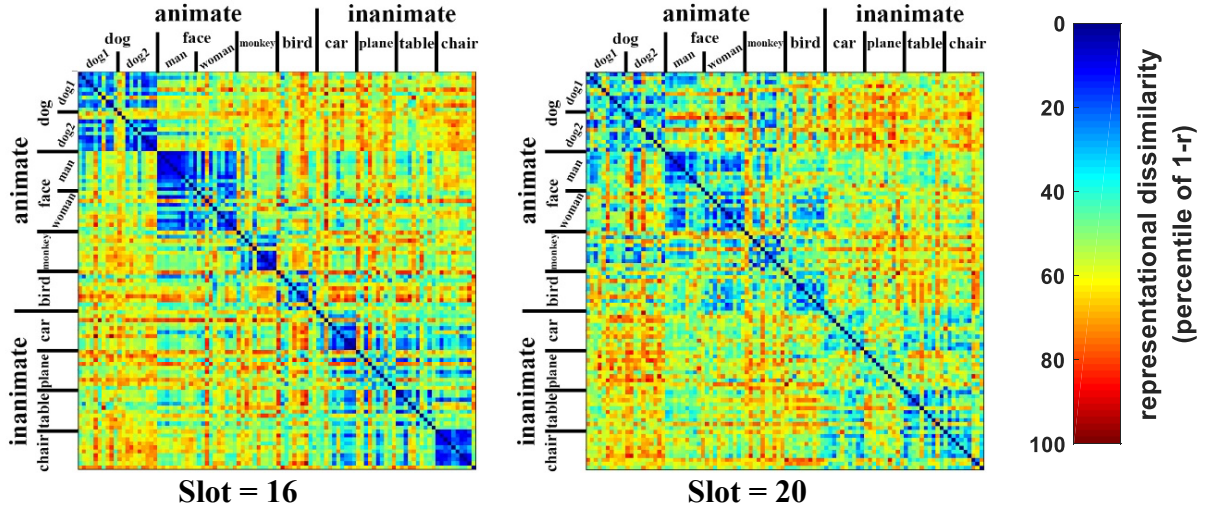 animate inanimate
dog face monkey bird car plane table chair
dog1 dog2 man woman
animate
inanimate
dog
face
monkey
bird
car
plane
table
chair
dog1
dog2
man
woman
Slot = 16
animate inanimate
dog face monkey bird car plane table chair
dog1 dog2 man woman
animate
inanimate
dog
face
monkey
bird
car
plane
table
chair
dog1
dog2
man
woman
Slot = 20
0
20
40
60
80
100
representational dissimilarity
(percentile of 1-r)